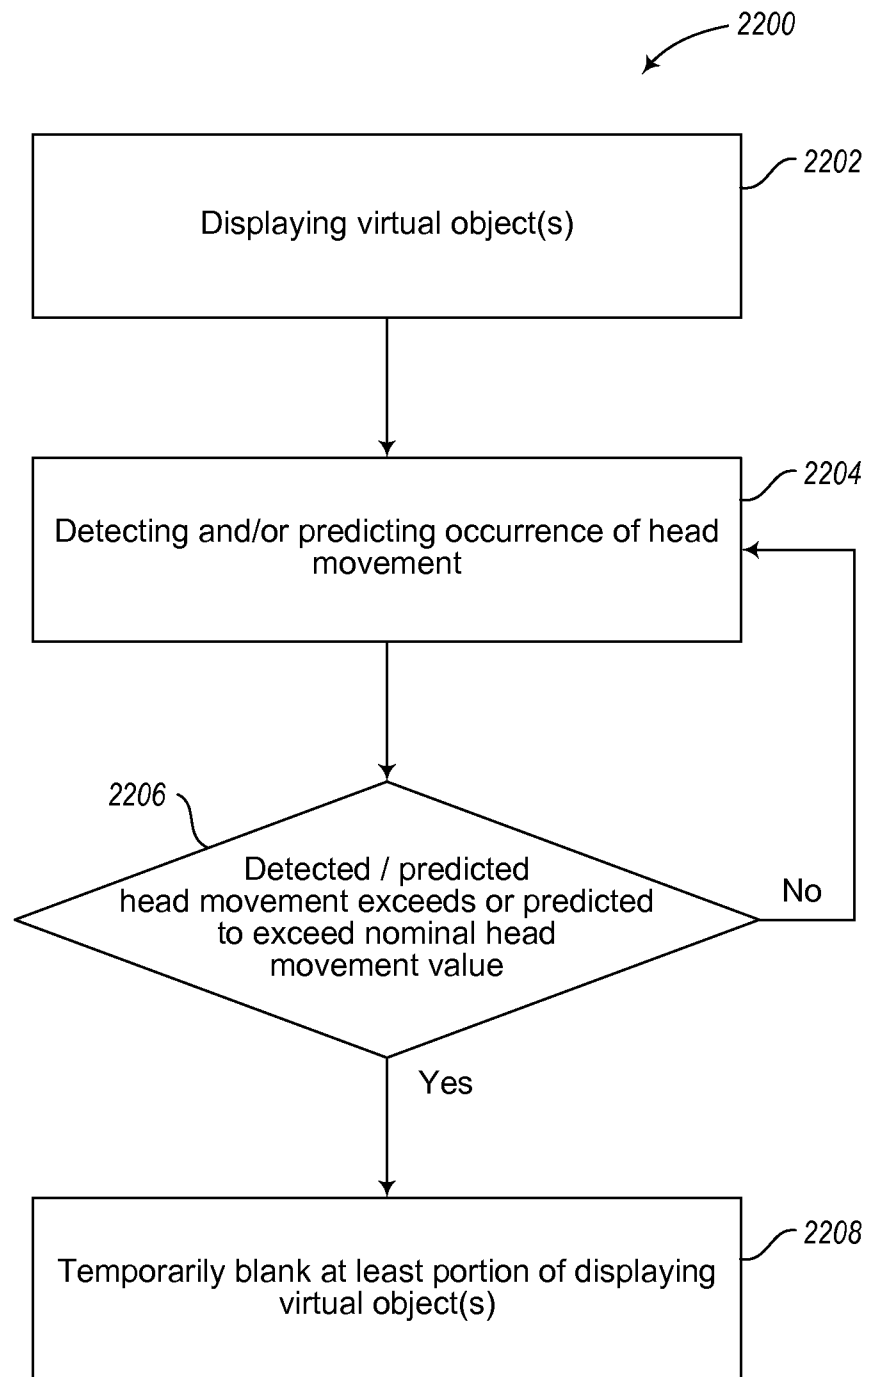 2200
2202
Displaying virtual object(s)
2204
Detecting and/or predicting occurrence of head
movement
2206
Detected / predicted
head movement exceeds or predicted
to exceed nominal head
movement value
No
Yes
2208
Temporarily blank at least portion of displaying
virtual object(s)